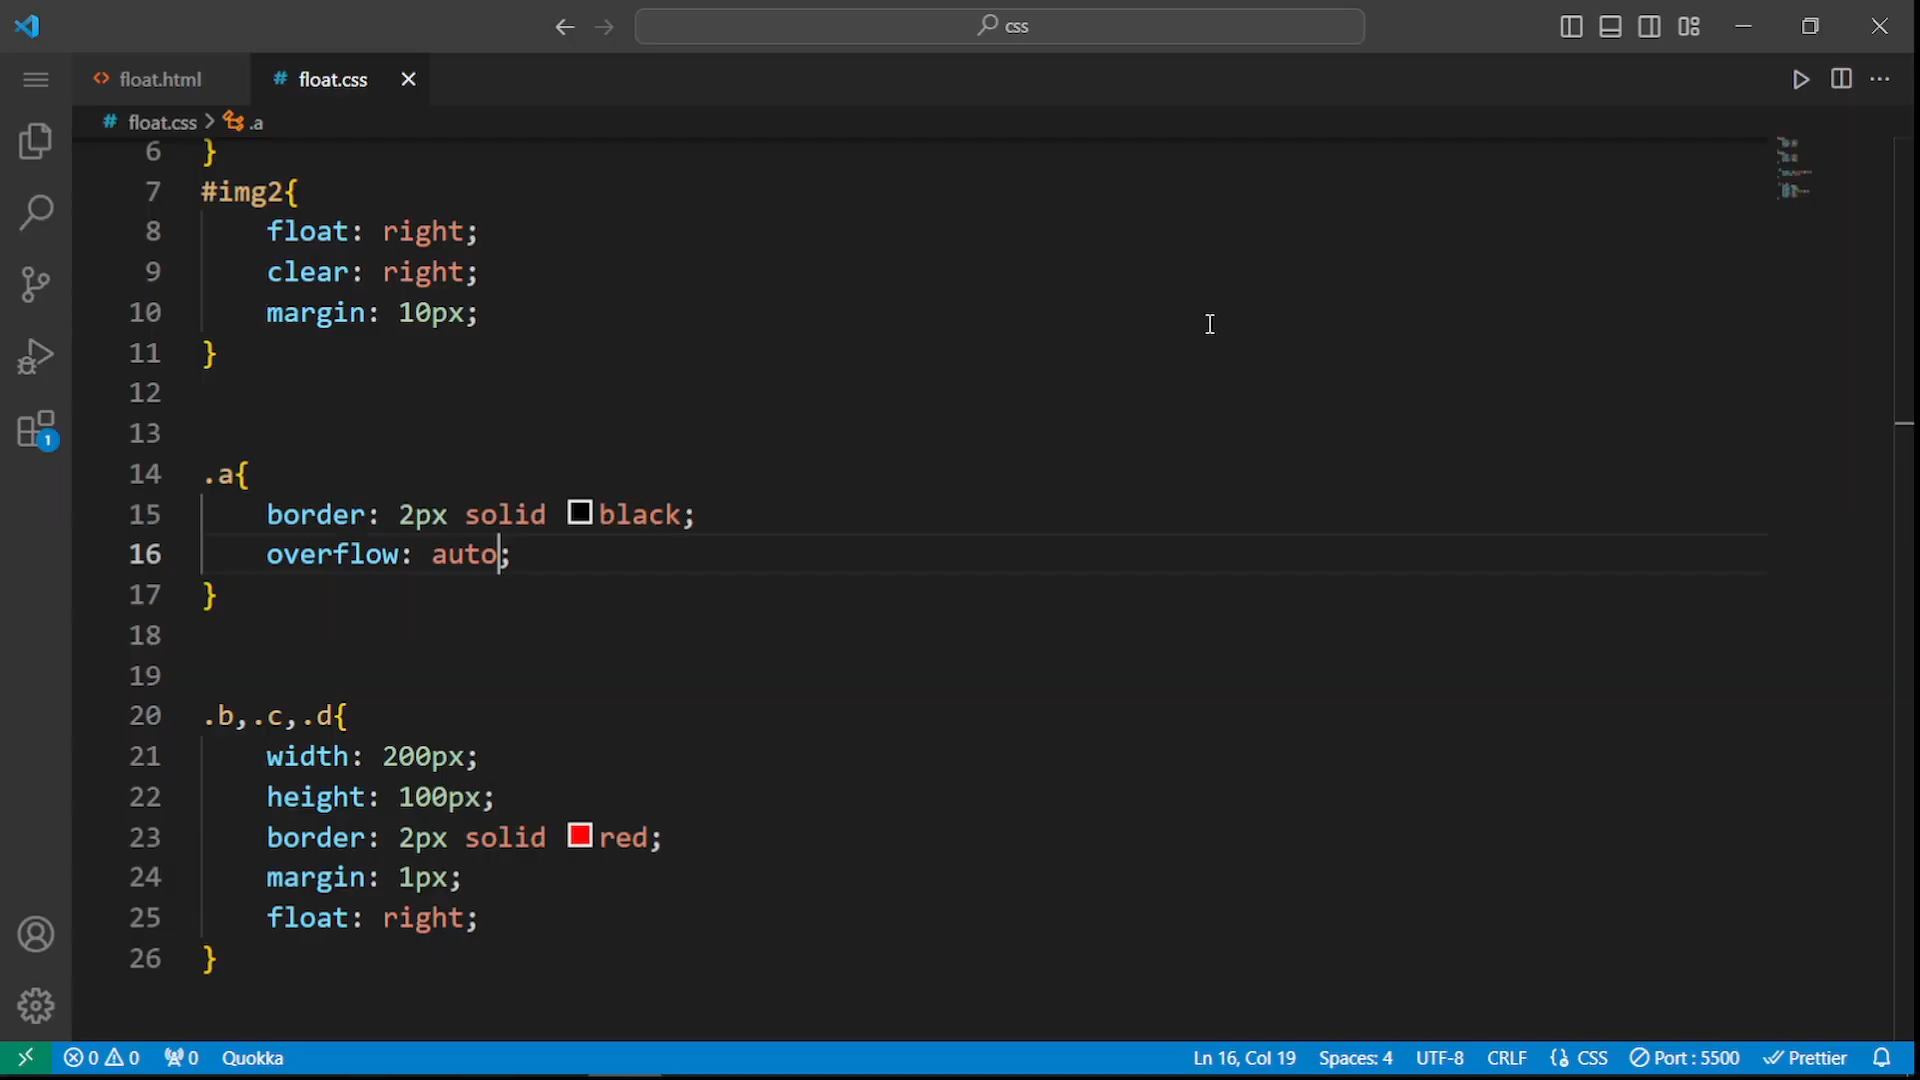 css
float.html
# float.css
# float.css > .a
6 }
7 #img2{
8 float: right;
9 clear: right;
10 margin: 10px;
11 }
12
13
14 .a{
15 border: 2px solid black;
16 overflow: auto;
17 }
18
19
20 .b,.c,.d{
21 width: 200px;
22 height: 100px;
23 border: 2px solid red;
24 margin: 1px;
25 float: right;
26 }
1
0 0 0 Quokka Ln 16, Col 19 Spaces: 4 UTF-8 CRLF CSS Port : 5500 Prettier